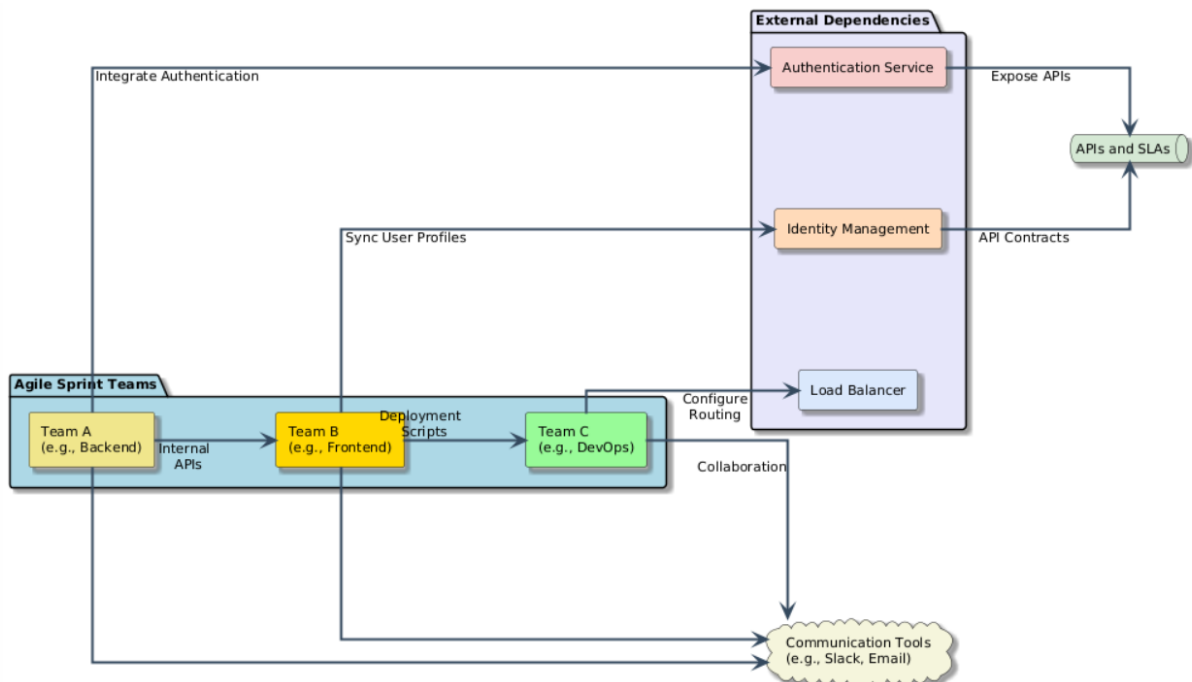 External Dependencies
Authentication Service
Integrate Authentication
Expose APIs
APIs and SLAs
Identity Management
Sync User Profiles
API Contracts
Agile Sprint Teams
Load Balancer
Configure
Routing
Team A
(e.g., Backend)
Internal
APIs
Team B
(e.g., Frontend)
Deployment
Scripts
Team C
(e.g., DevOps)
Collaboration
Communication Tools
(e.g., Slack, Email)